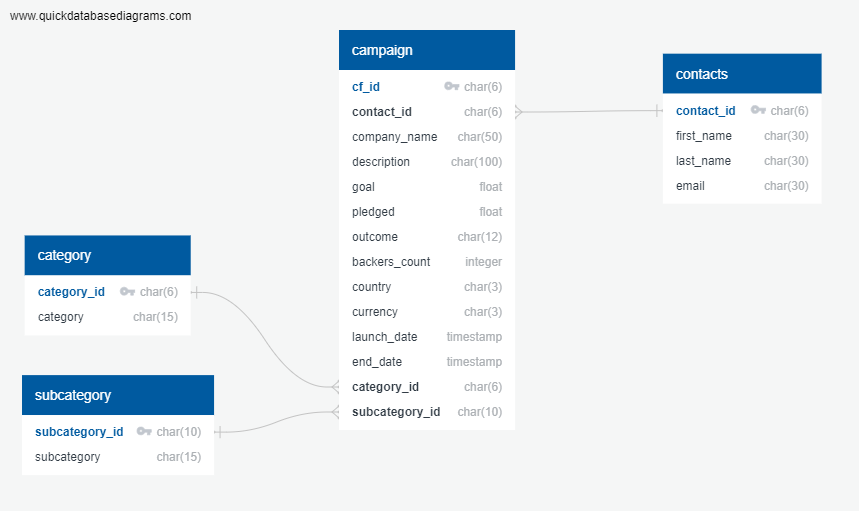 www.quickdatabasediagrams.com
campaign
cf_id char(6)
contact_id char(6)
company_name char(50)
description char(100)
goal float
pledged float
outcome char(12)
backers_count integer
country char(3)
currency char(3)
launch_date timestamp
end_date timestamp
category_id char(6)
subcategory_id char(10)
contacts
contact_id char(6)
first_name char(30)
last_name char(30)
email char(30)
category
category_id char(6)
category char(15)
subcategory
subcategory_id char(10)
subcategory char(15)